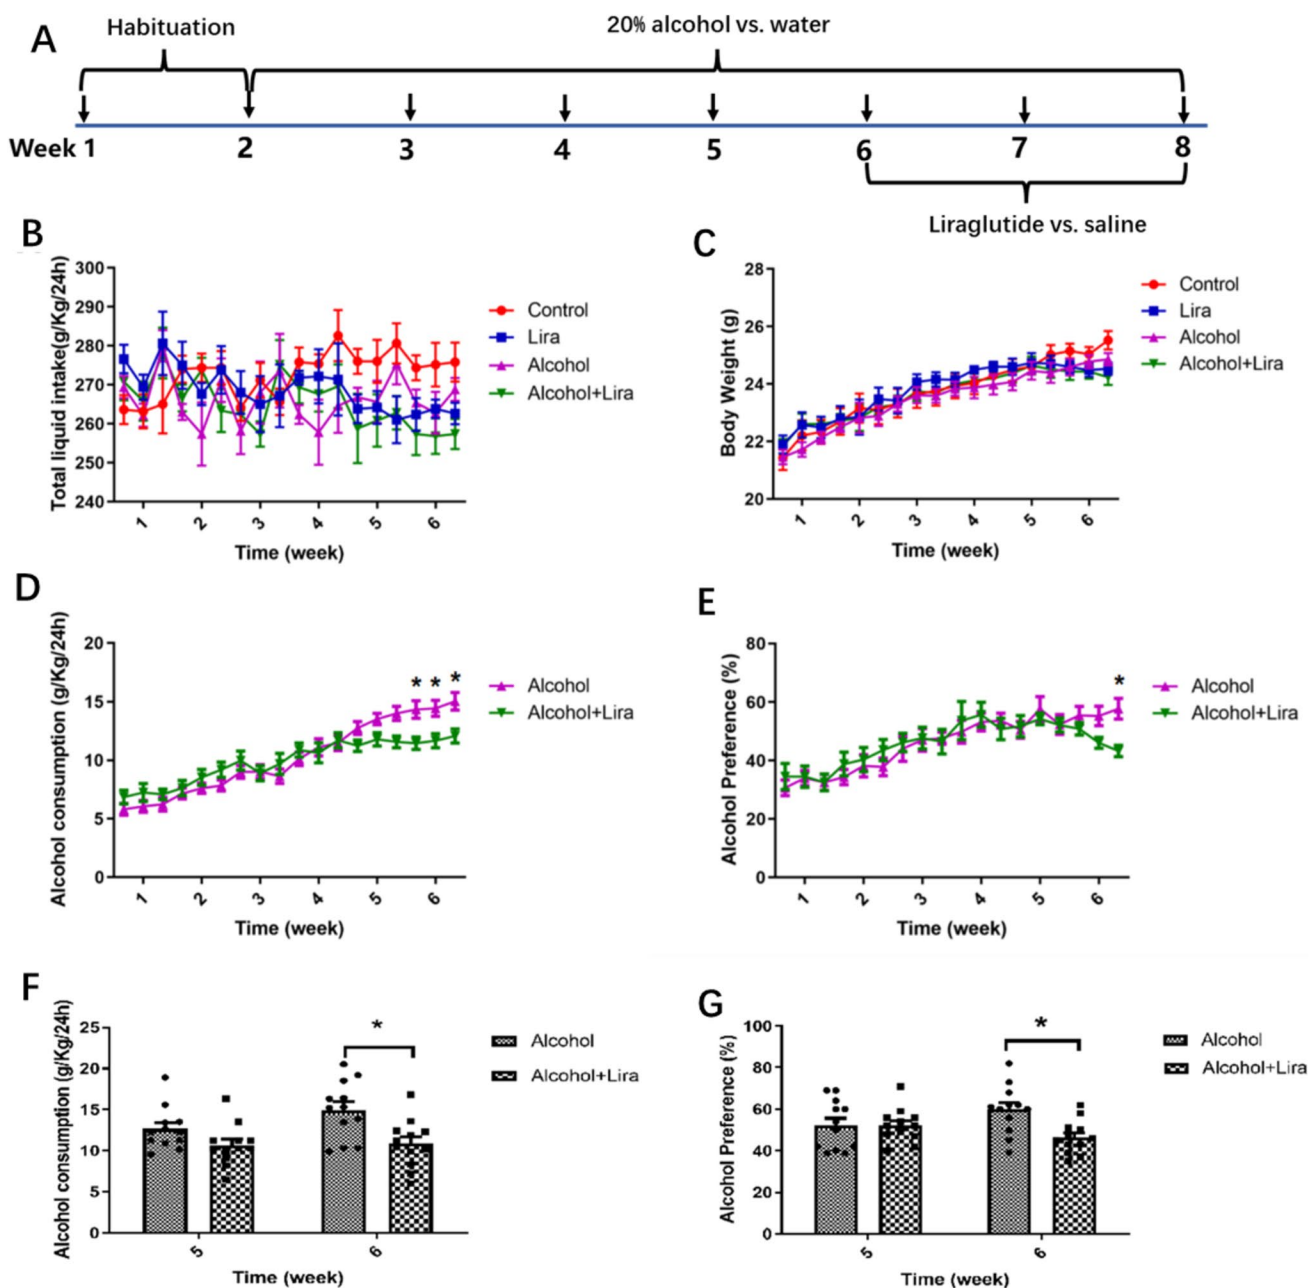 A
Habituation
20% alcohol vs. water
Week 1
2
3
4
5
6
7
8
Liraglutide vs. saline
B
Total liquid intake(g/Kg/24h)
300
290
280
270
260
250
240
1
2
3
4
5
6
Time (week)
Control
Lira
Alcohol
Alcohol+Lira
C
Body Weight (g)
28
26
24
22
20
1
2
3
4
5
6
Time (week)
Control
Lira
Alcohol
Alcohol+Lira
D
Alcohol consumption (g/Kg/24h)
20
15
10
5
0
* * *
1
2
3
4
5
6
Time (week)
Alcohol
Alcohol+Lira
E
Alcohol Preference (%)
80
60
40
20
0
*
1
2
3
4
5
6
Time (week)
Alcohol
Alcohol+Lira
F
Alcohol consumption (g/Kg/24h)
25
20
15
10
5
0
*
5
6
Time (week)
Alcohol
Alcohol+Lira
G
Alcohol Preference (%)
100
80
60
40
20
0
*
5
6
Time (week)
Alcohol
Alcohol+Lira